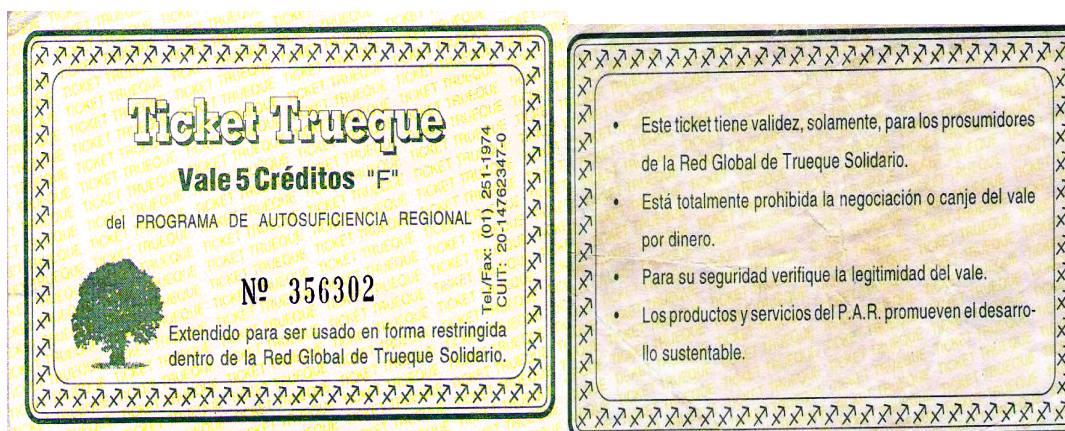 Ticket Trueque
Vale 5 Créditos "F"
del PROGRAMA DE AUTOSUFICIENCIA REGIONAL
Nº 356302
Extendido para ser usado en forma restringida
dentro de la Red Global de Trueque Solidario.
Tel./Fax: (01) 251-1974
CUIT: 20-14762347-0
• Este ticket tiene validez, solamente, para los prosumidores
de la Red Global de Trueque Solidario.
• Está totalmente prohibida la negociación o canje del vale
por dinero.
• Para su seguridad verifique la legitimidad del vale.
• Los productos y servicios del P.A.R. promueven el desarro-
llo sustentable.